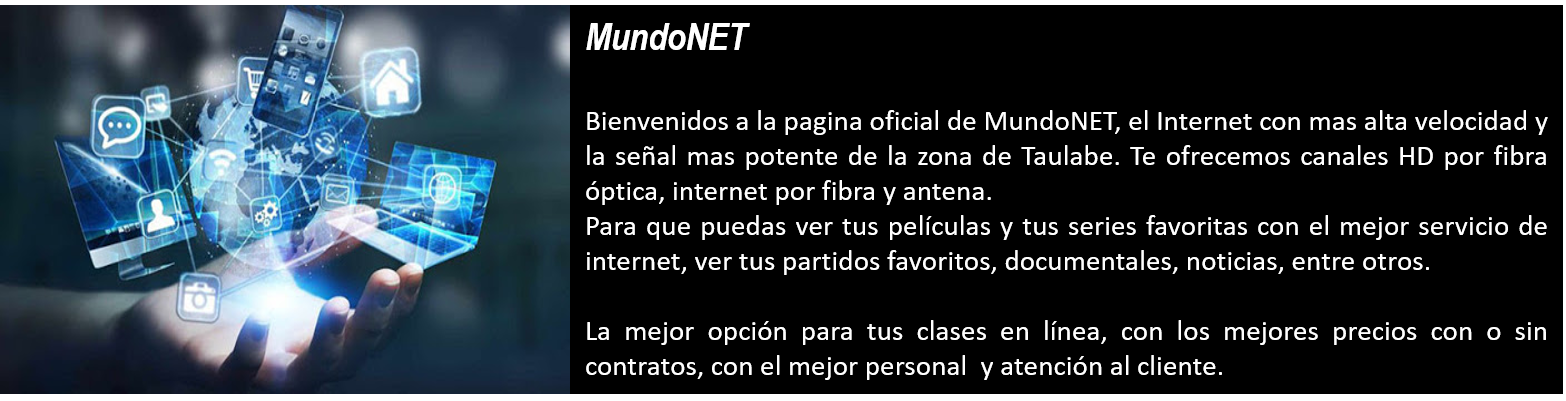 MundoNET
Bienvenidos a la pagina oficial de MundoNET, el Internet con mas alta velocidad y
la señal mas potente de la zona de Taulabe. Te ofrecemos canales HD por fibra
óptica, internet por fibra y antena.
Para que puedas ver tus películas y tus series favoritas con el mejor servicio de
internet, ver tus partidos favoritos, documentales, noticias, entre otros.
La mejor opción para tus clases en línea, con los mejores precios con o sin
contratos, con el mejor personal  y atención al cliente.